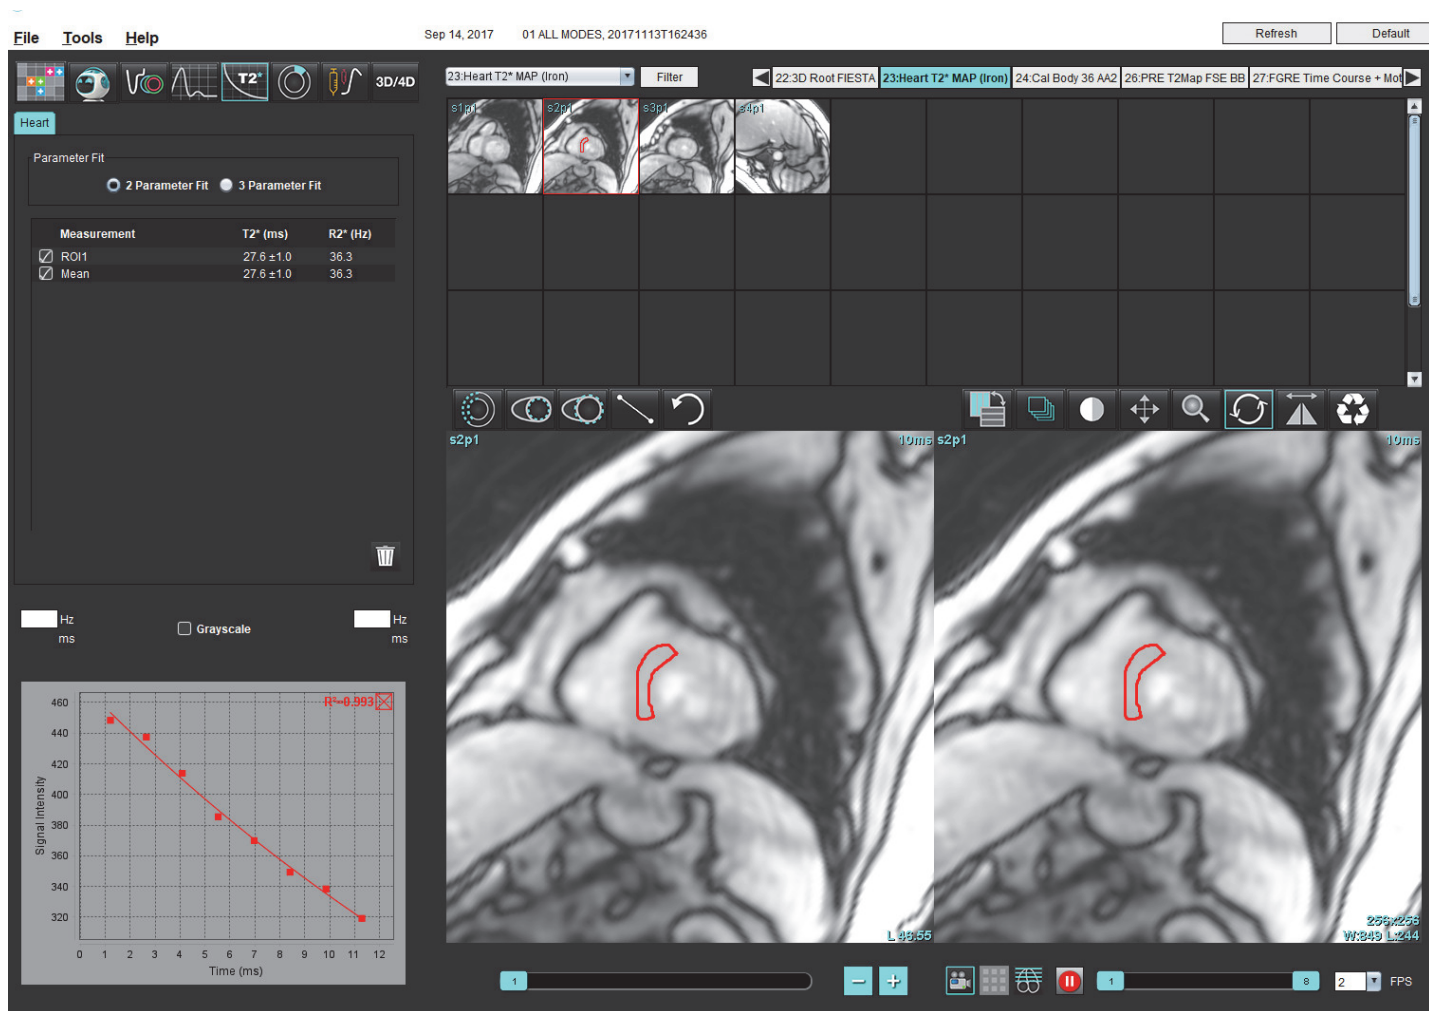 Sep 14, 2017 01 ALL MODES, 20171113T162436 Refresh Default
File Tools Help
T2* 3D/4D
23:Heart T2* MAP (Iron) Filter 22:3D Root FIESTA 23:Heart T2* MAP (Iron) 24:Cal Body 36 AA2 26:PRE T2Map FSE BB 27:FGRE Time Course + Mot
s1p1 s2p1 s3p1 s4p1
Heart
Parameter Fit
2 Parameter Fit 3 Parameter Fit
Measurement T2* (ms) R2* (Hz)
ROI1 27.6 ±1.0 36.3
Mean 27.6 ±1.0 36.3
s2p1 10ms s2p1 10ms
Hz Grayscale Hz
ms ms
R²=0.993
460
440
420
400
380
360
340
320
Signal Intensity
0 1 2 3 4 5 6 7 8 9 10 11 12
Time (ms)
256x256
L 46.55 W:849 L:244
1 − + 1 8 2 FPS